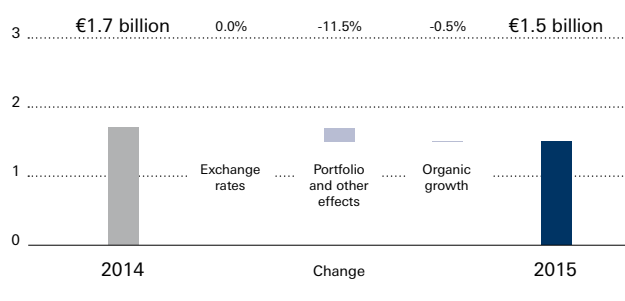 €1.7 billion 0.0% -11.5% -0.5% €1.5 billion
3
2
1
Exchange
rates
Portfolio
and other
effects
Organic
growth
0
2014 Change 2015